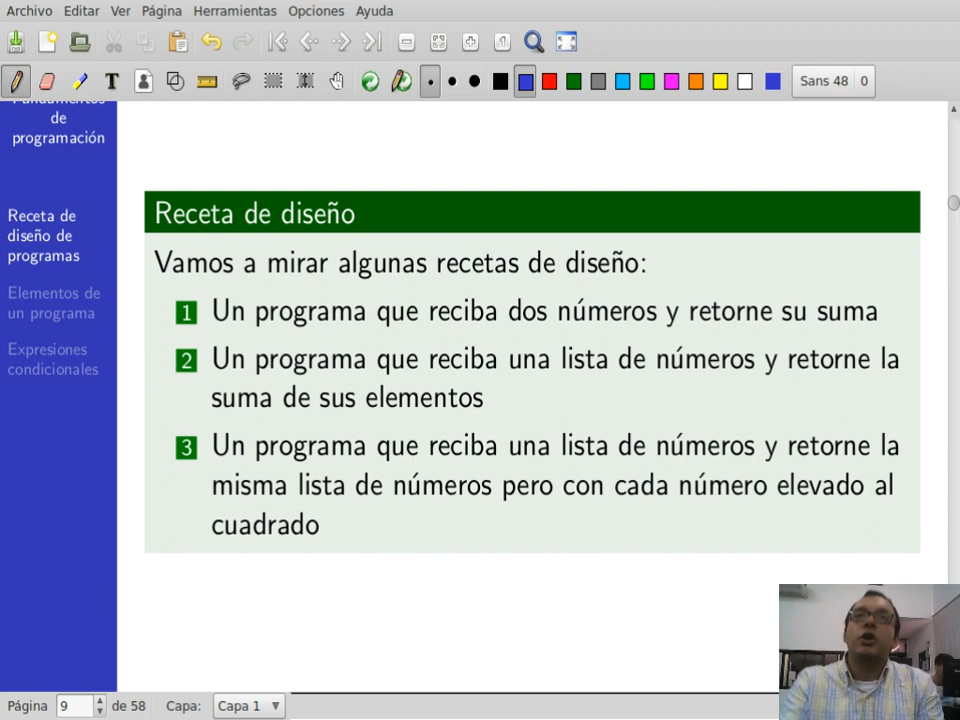 Archivo Editar Ver Página Herramientas Opciones Ayuda
T
Sans 48 0
de
programación
Receta de
diseño de
programas
Elementos de
un programa
Expresiones
condicionales
Receta de diseño
Vamos a mirar algunas recetas de diseño:
1 Un programa que reciba dos números y retorne su suma
2 Un programa que reciba una lista de números y retorne la
suma de sus elementos
3 Un programa que reciba una lista de números y retorne la
misma lista de números pero con cada número elevado al
cuadrado
Página 9 de 58 Capa: Capa 1